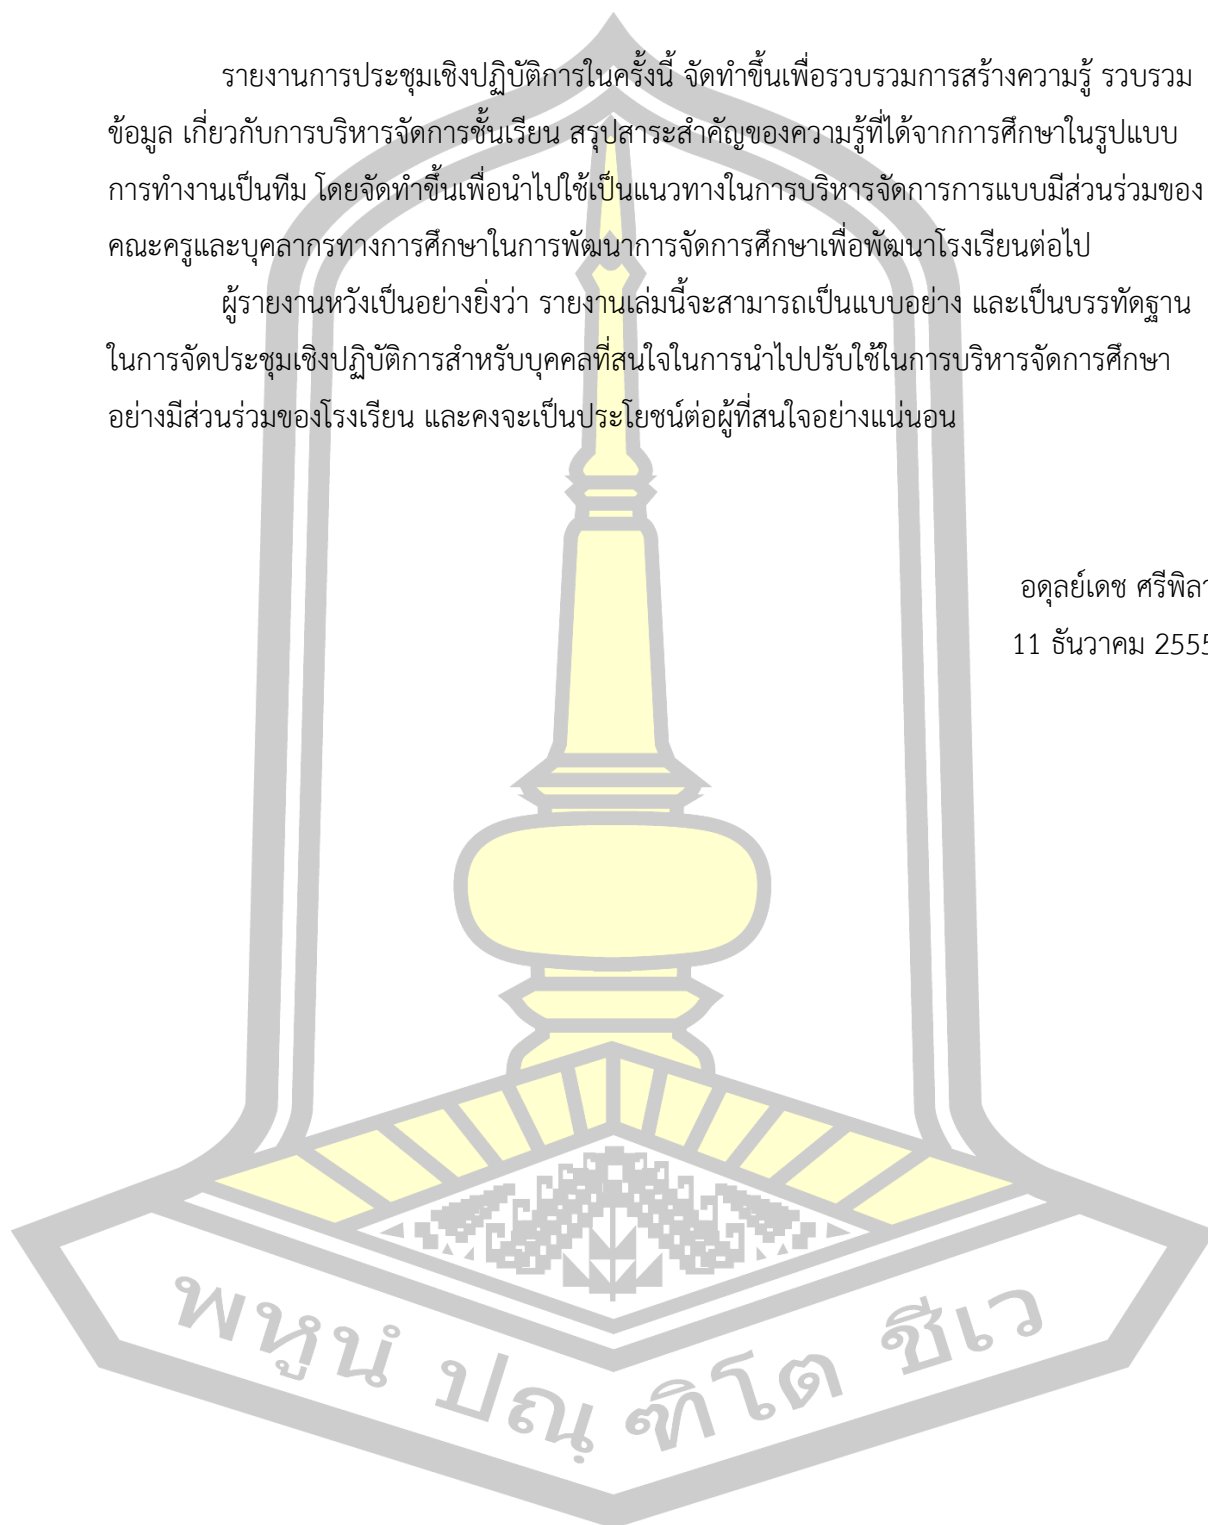 รายงานการประชุมเชิงปฏิบัติการในครั้งนี้ จัดทำขึ้นเพื่อรวบรวมการสร้างความรู้ รวบรวม
ข้อมูล เกี่ยวกับการบริหารจัดการชั้นเรียน สรุปสาระสำคัญของความรู้ที่ได้จากการศึกษาในรูปแบบ
การทำงานเป็นทีม โดยจัดทำขึ้นเพื่อนำไปใช้เป็นแนวทางในการบริหารจัดการการแบบมีส่วนร่วมของ
คณะครูและบุคลากรทางการศึกษาในการพัฒนาการจัดการศึกษาเพื่อพัฒนาโรงเรียนต่อไป
ผู้รายงานหวังเป็นอย่างยิ่งว่า รายงานเล่มนี้จะสามารถเป็นแบบอย่าง และเป็นบรรทัดฐาน
ในการจัดประชุมเชิงปฏิบัติการสำหรับบุคคลที่สนใจในการนำไปปรับใช้ในการบริหารจัดการศึกษา
อย่างมีส่วนร่วมของโรงเรียน และคงจะเป็นประโยชน์ต่อผู้ที่สนใจอย่างแน่นอน
อดุลย์เดช ศรีพิลา
11 ธันวาคม 2555
พหูนํ ปณฺ ฑิโต ชีเว